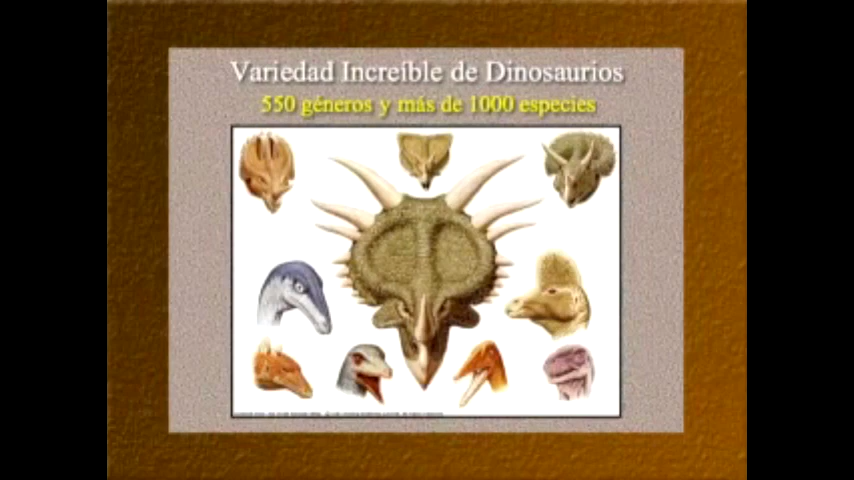 Variedad Increíble de Dinosaurios
550 géneros y más de 1000 especies